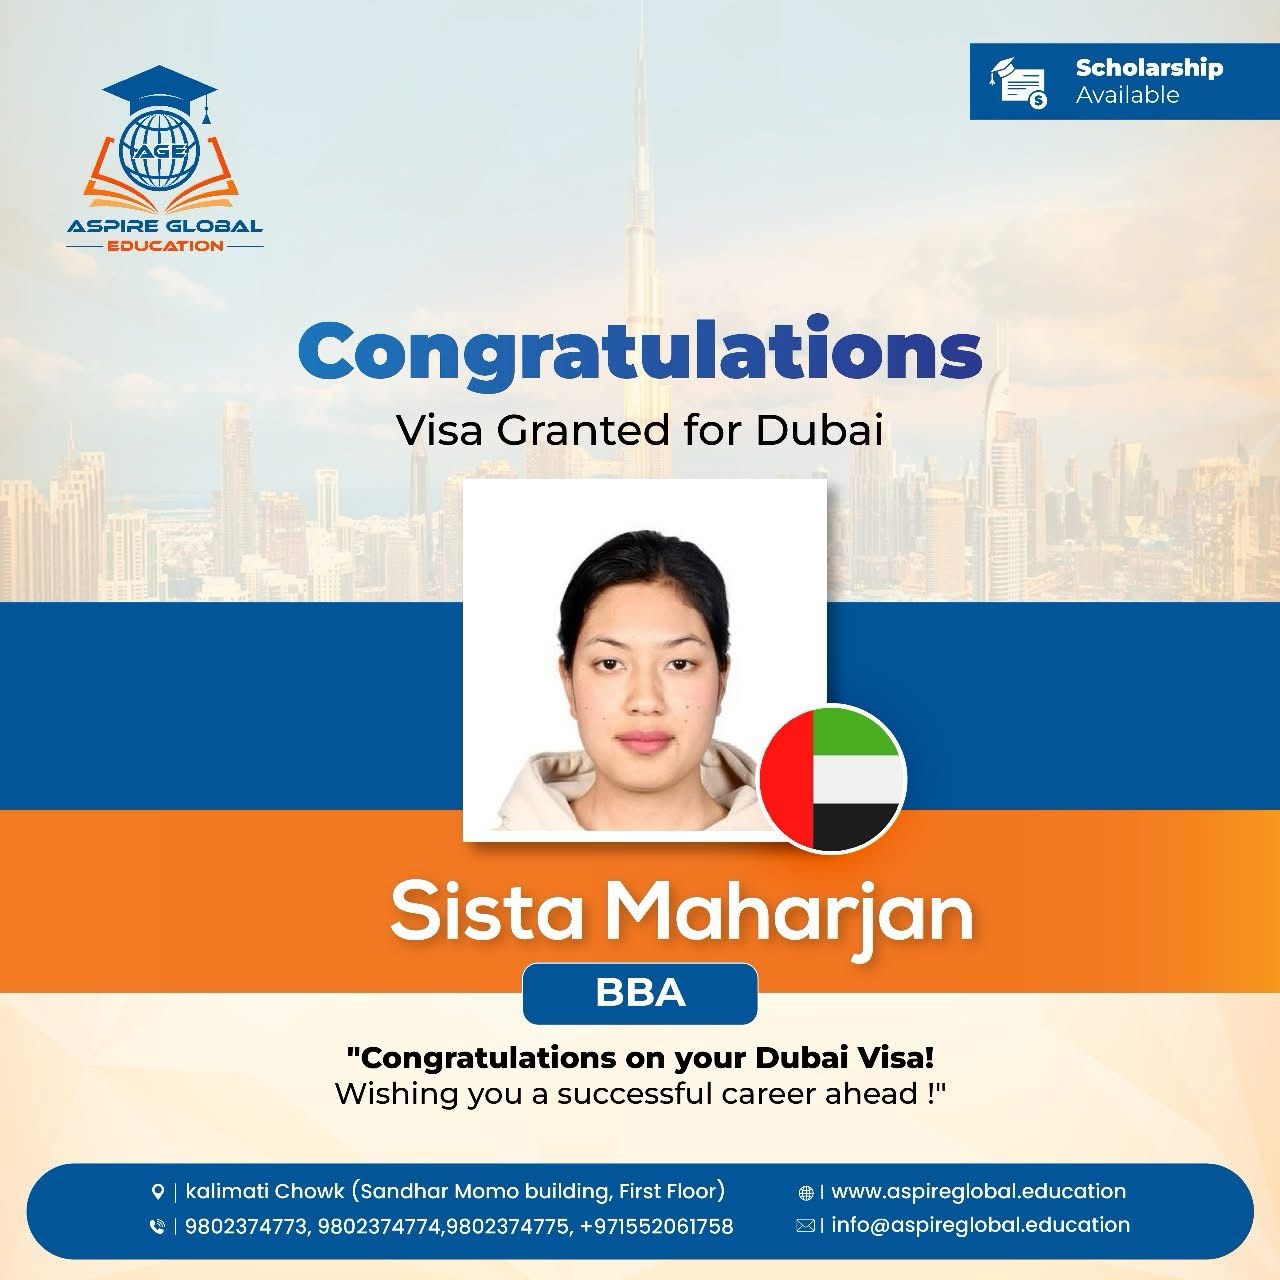 AGE
ASPIRE GLOBAL
EDUCATION
Scholarship
Available
$
Congratulations
Visa Granted for Dubai
Sista Maharjan
BBA
"Congratulations on your Dubai Visa!
Wishing you a successful career ahead !"
kalimati Chowk (Sandhar Momo building, First Floor)
9802374773, 9802374774,9802374775, +971552061758
www.aspireglobal.education
info@aspireglobal.education